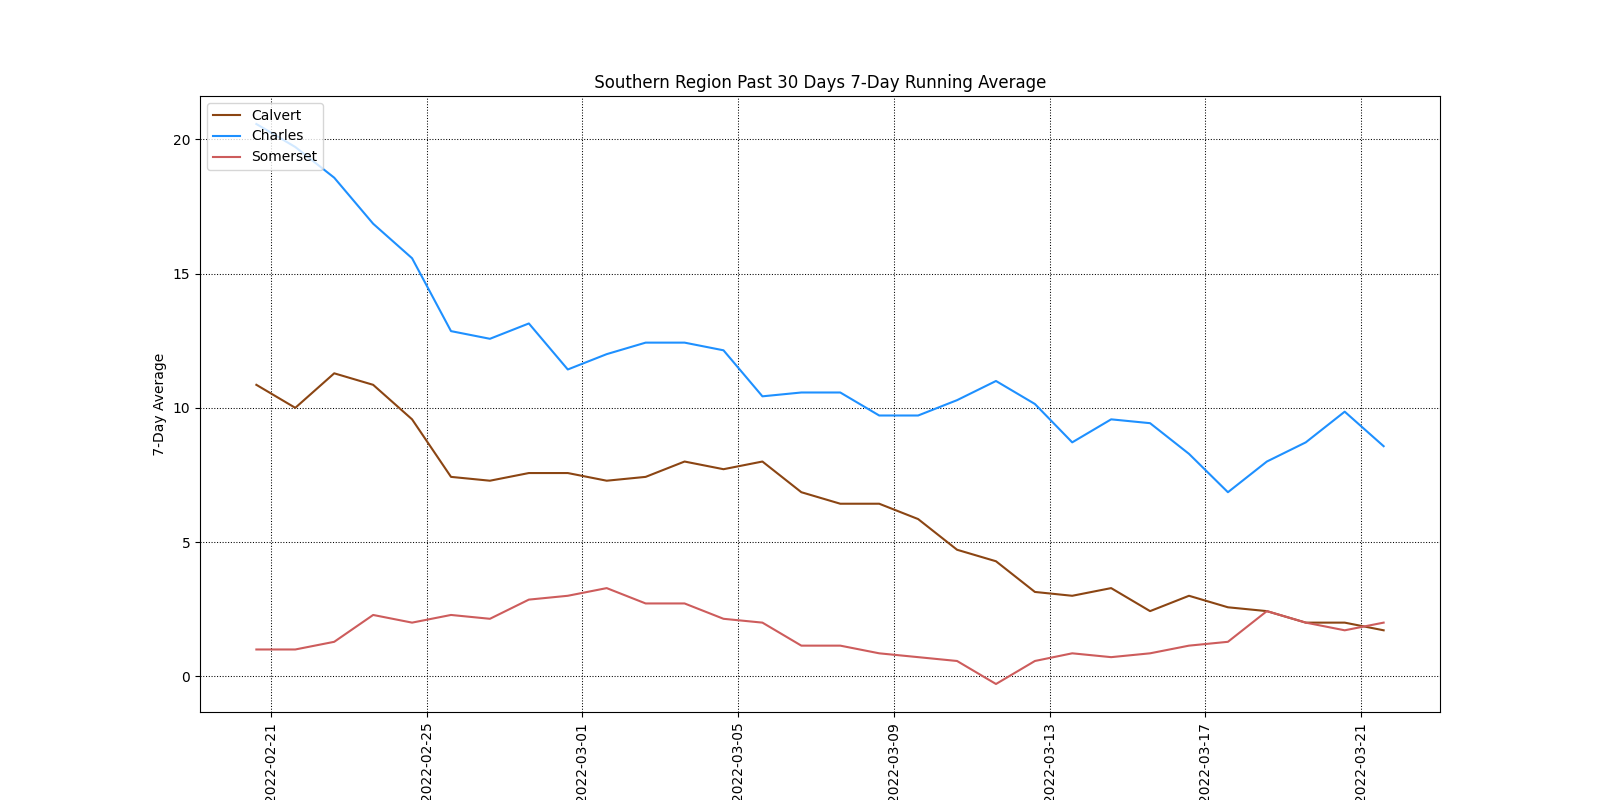 Southern Region Past 30 Days 7-Day Running Average
Calvert
Charles
Somerset
7-Day Average
20
15
10
5
0
2022-02-21
2022-02-25
2022-03-01
2022-03-05
2022-03-09
2022-03-13
2022-03-17
2022-03-21